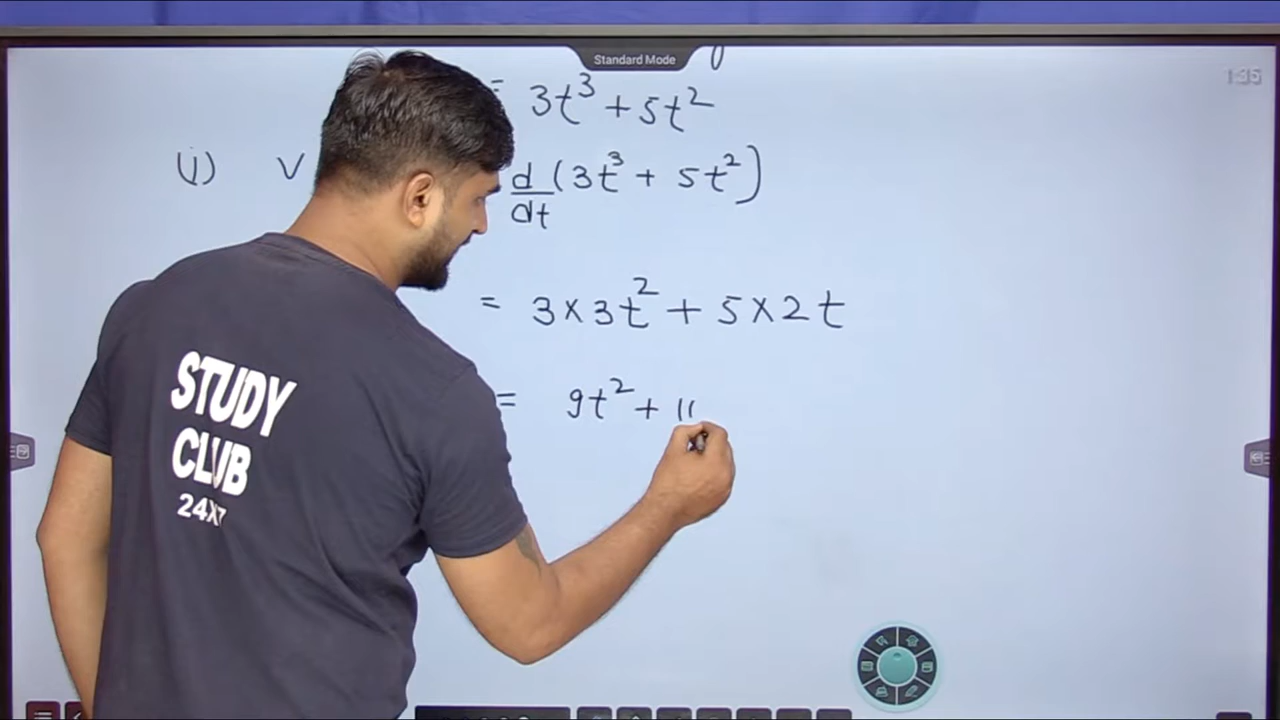 Standard Mode
1:35
= 3t³ + 5t²
(i) V d/dt (3t³ + 5t²)
= 3×3t² + 5×2t
= 9t² + 1
STUDY
CLUB
24X7